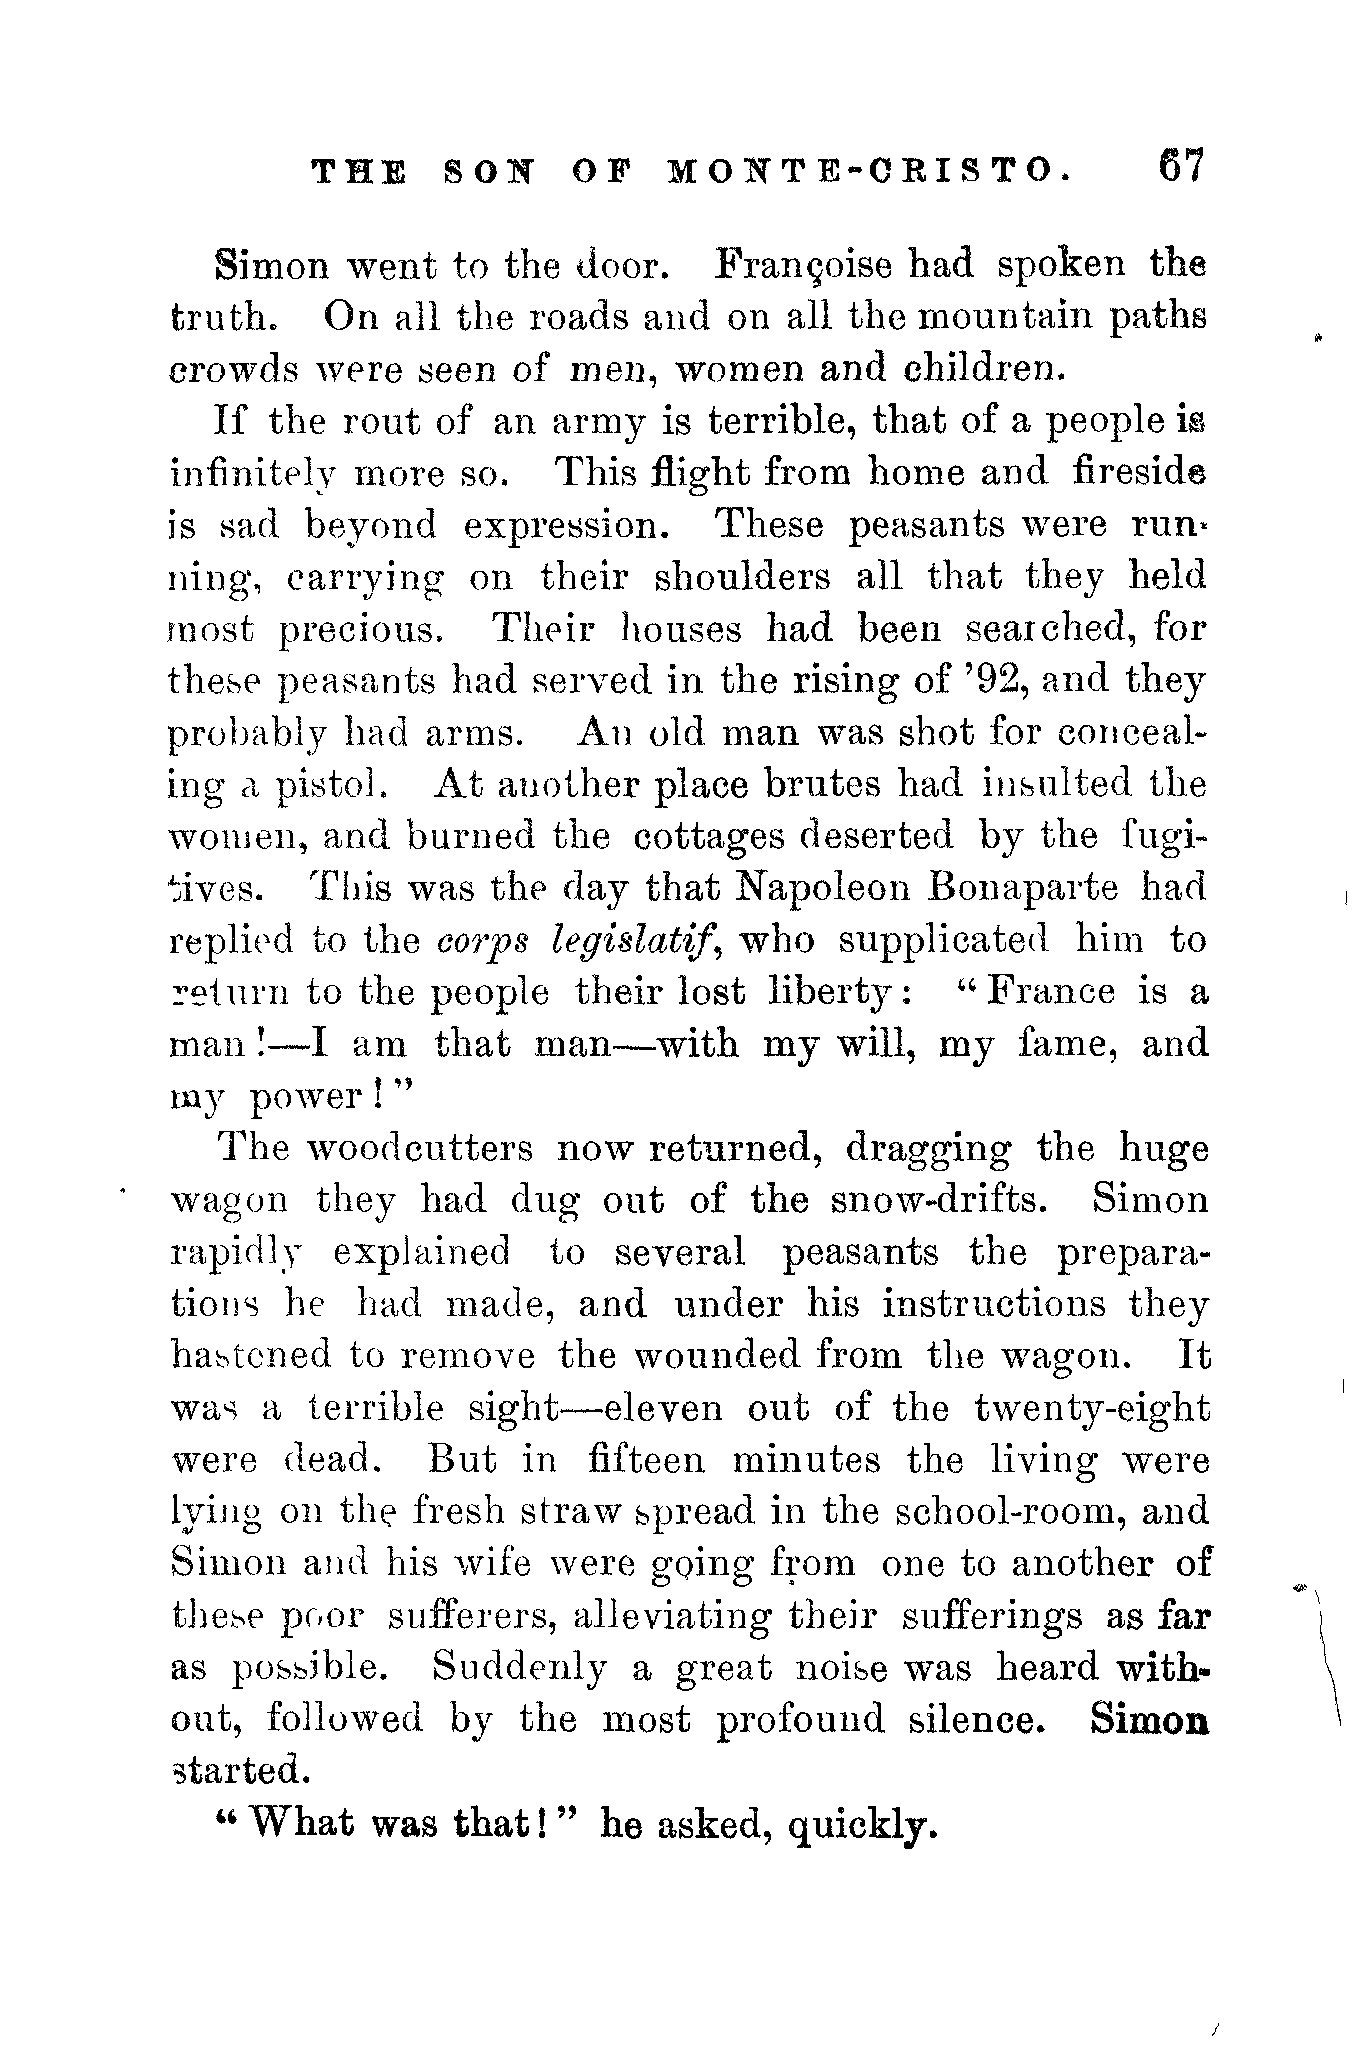 THE SON OF MONTE-CRISTO. 67
Simon went to the door. Françoise had spoken the
truth. On all the roads and on all the mountain paths
crowds were seen of men, women and children.
If the rout of an army is terrible, that of a people is
infinitely more so. This flight from home and fireside
is sad beyond expression. These peasants were run-
ning, carrying on their shoulders all that they held
most precious. Their houses had been searched, for
these peasants had served in the rising of ’92, and they
probably had arms. An old man was shot for conceal-
ing a pistol. At another place brutes had insulted the
women, and burned the cottages deserted by the fugi-
tives. This was the day that Napoleon Bonaparte had
replied to the corps legislatif, who supplicated him to
return to the people their lost liberty: “France is a
man!—I am that man—with my will, my fame, and
my power!”
The woodcutters now returned, dragging the huge
wagon they had dug out of the snow-drifts. Simon
rapidly explained to several peasants the prepara-
tions he had made, and under his instructions they
hastened to remove the wounded from the wagon. It
was a terrible sight—eleven out of the twenty-eight
were dead. But in fifteen minutes the living were
lying on the fresh straw spread in the school-room, and
Simon and his wife were going from one to another of
these poor sufferers, alleviating their sufferings as far
as possible. Suddenly a great noise was heard with-
out, followed by the most profound silence. Simon
started.
“What was that!” he asked, quickly.